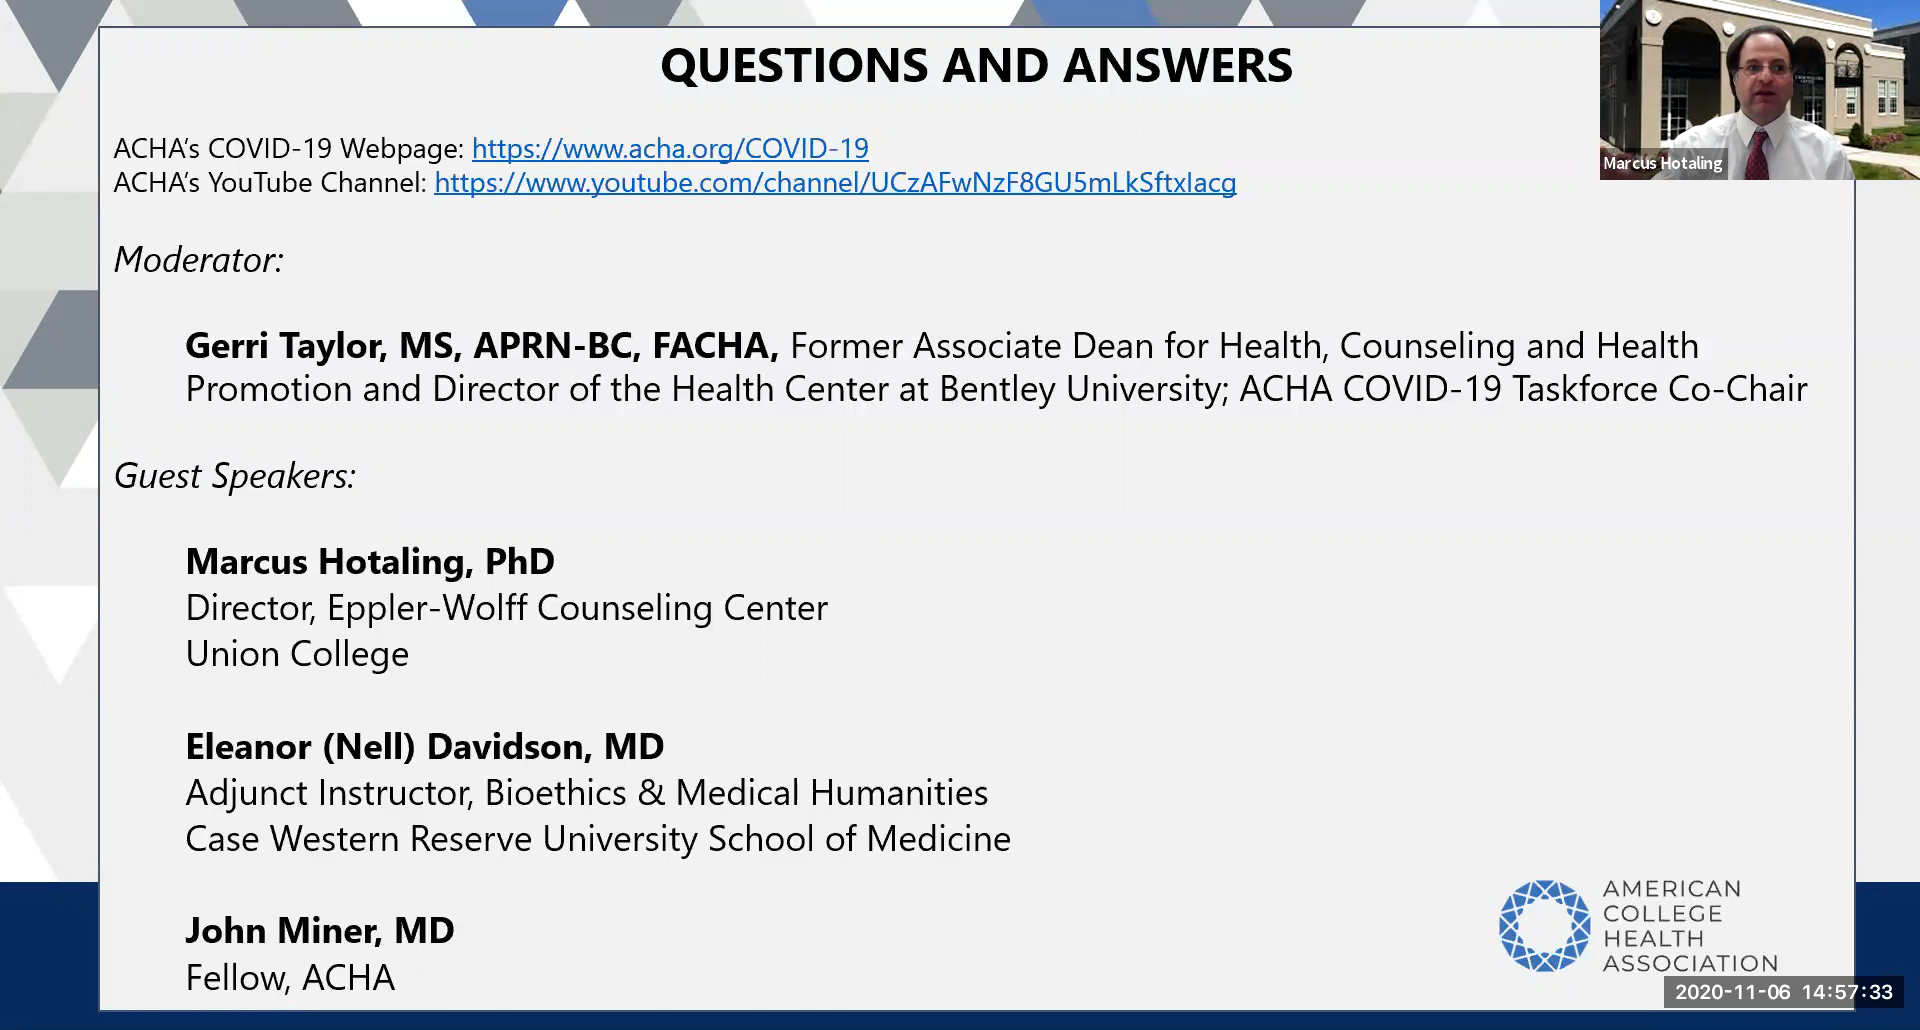 QUESTIONS AND ANSWERS
ACHA's COVID-19 Webpage: https://www.acha.org/COVID-19
ACHA's YouTube Channel: https://www.youtube.com/channel/UCzAFwNzF8GU5mLkSftxIacg
Marcus Hotaling
Moderator:
Gerri Taylor, MS, APRN-BC, FACHA, Former Associate Dean for Health, Counseling and Health
Promotion and Director of the Health Center at Bentley University; ACHA COVID-19 Taskforce Co-Chair
Guest Speakers:
Marcus Hotaling, PhD
Director, Eppler-Wolff Counseling Center
Union College
Eleanor (Nell) Davidson, MD
Adjunct Instructor, Bioethics & Medical Humanities
Case Western Reserve University School of Medicine
John Miner, MD
Fellow, ACHA
AMERICAN
COLLEGE
HEALTH
ASSOCIATION
2020-11-06 14:57:33